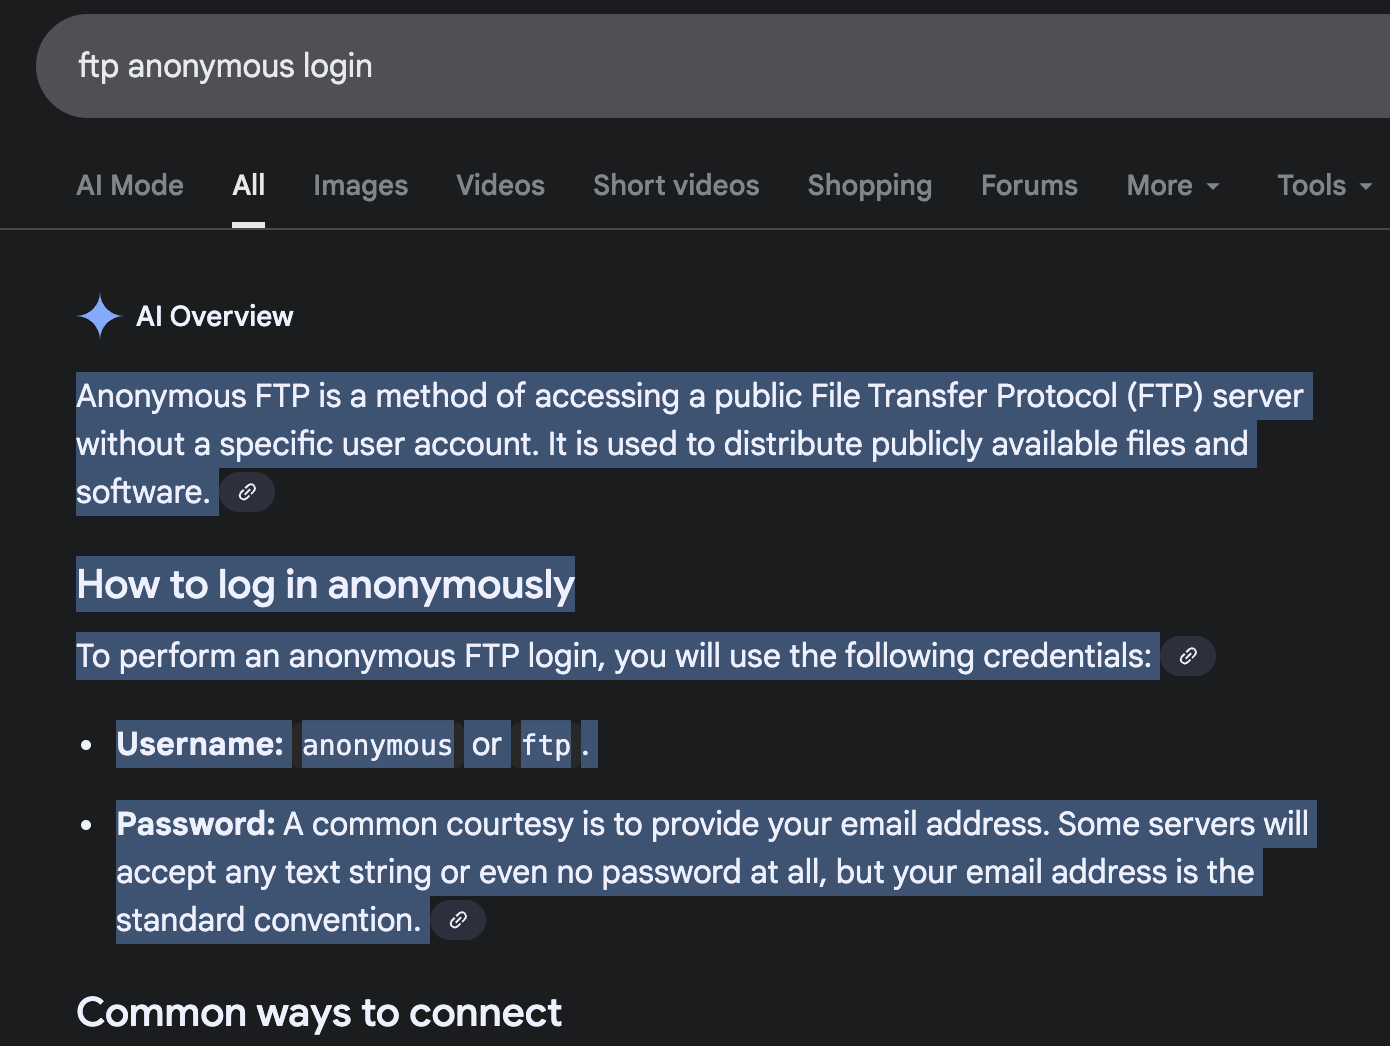 ftp anonymous login
AI Mode All Images Videos Short videos Shopping Forums More Tools
AI Overview
Anonymous FTP is a method of accessing a public File Transfer Protocol (FTP) server
without a specific user account. It is used to distribute publicly available files and
software.
How to log in anonymously
To perform an anonymous FTP login, you will use the following credentials:
• Username: anonymous or ftp .
• Password: A common courtesy is to provide your email address. Some servers will
accept any text string or even no password at all, but your email address is the
standard convention.
Common ways to connect